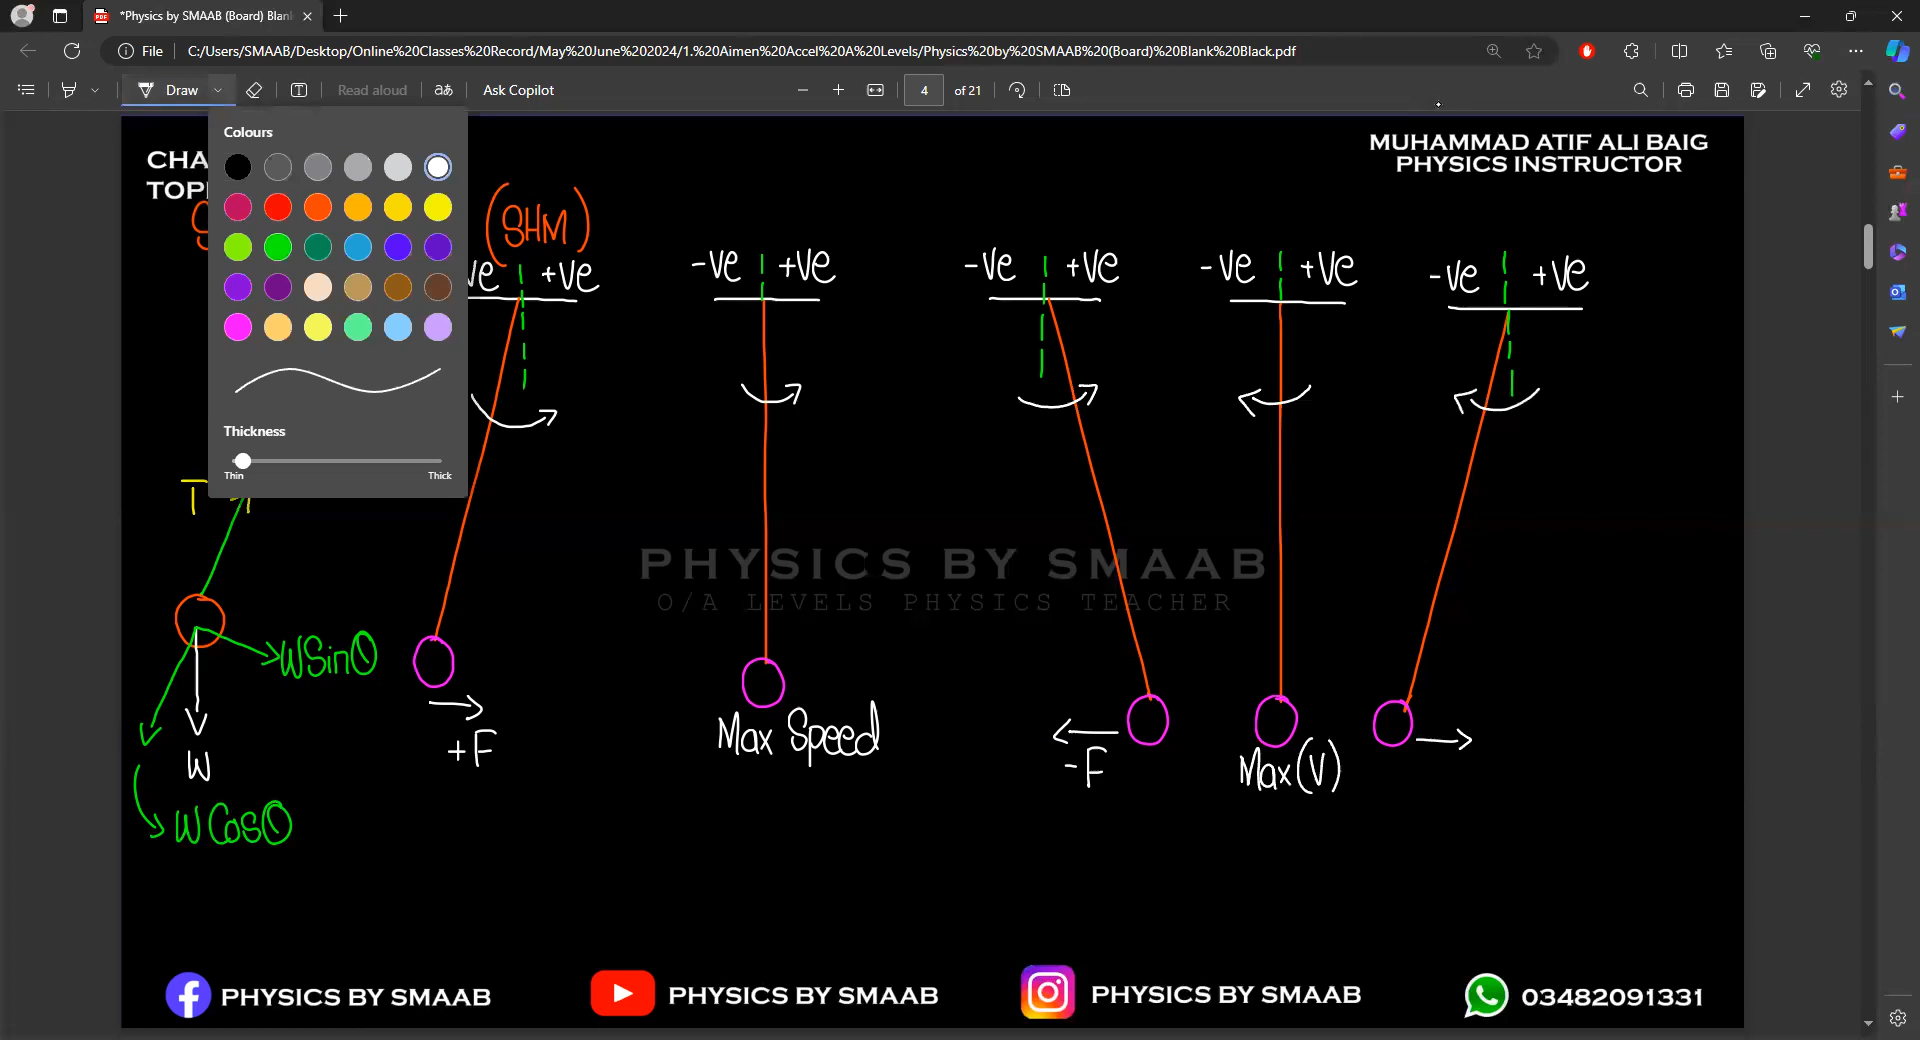 *Physics by SMAAB (Board) Blan
File
C:/Users/SMAAB/Desktop/Online%20Classes%20Record/May%20June%202024/1.%20Aimen%20Accel%20A%20Levels/Physics%20by%20SMAAB%20(Board)%20Blank%20Black.pdf
Draw
Read aloud
Ask Copilot
4 of 21
Colours
Thickness
Thin
Thick
CHA
TOPI
MUHAMMAD ATIF ALI BAIG
PHYSICS INSTRUCTOR
S
(SHM)
ve +ve
-ve +ve
-ve +ve
-ve +ve
-ve +ve
T
WSinθ
W
WCosθ
+F
Max Speed
-F
Max(V)
PHYSICS BY SMAAB
O/A LEVELS PHYSICS TEACHER
PHYSICS BY SMAAB
PHYSICS BY SMAAB
PHYSICS BY SMAAB
03482091331